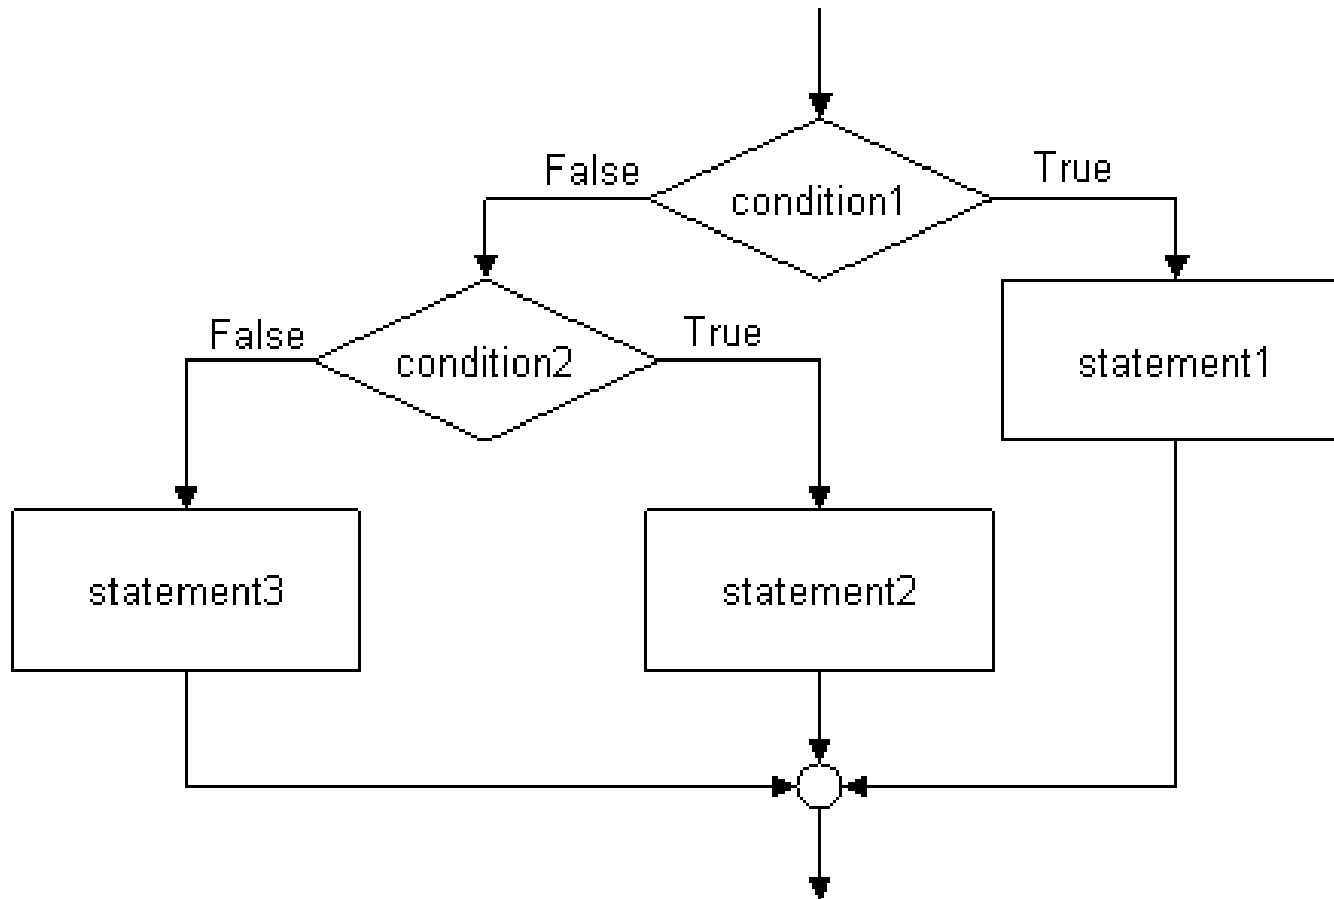 False
True
condition1
False
True
condition2
statement1
statement3
statement2